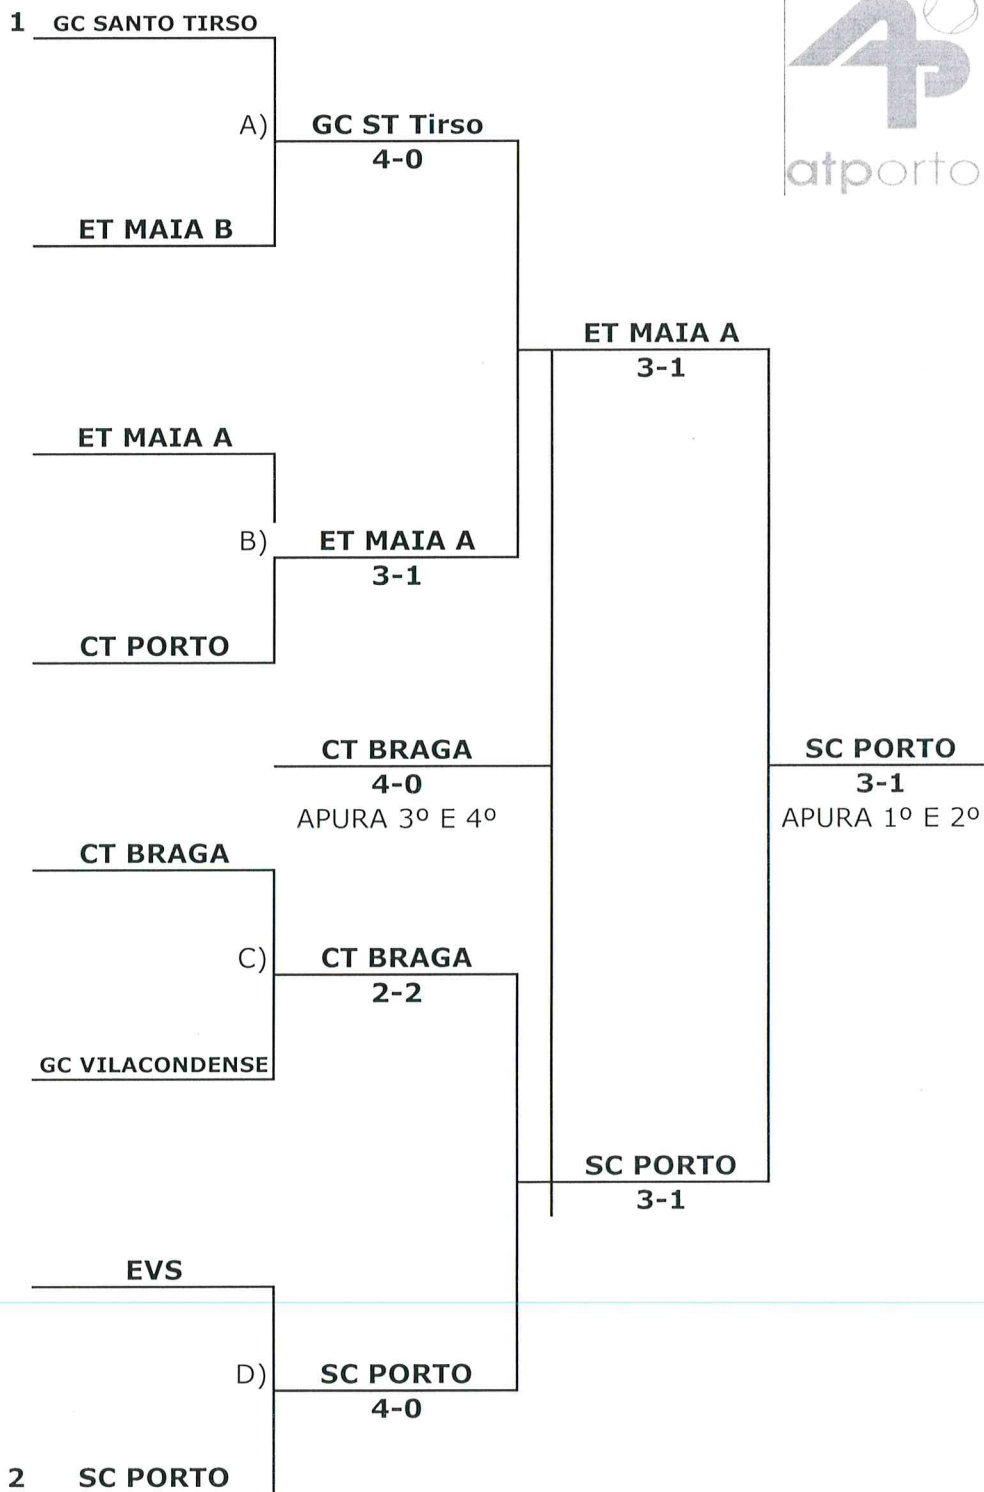 1 GC SANTO TIRSO
A) GC ST Tirso
4-0
ET MAIA B
atporto
ET MAIA A
3-1
ET MAIA A
B) ET MAIA A
3-1
CT PORTO
CT BRAGA
4-0
APURA 3º E 4º
SC PORTO
3-1
APURA 1º E 2º
CT BRAGA
C) CT BRAGA
2-2
GC VILACONDENSE
SC PORTO
3-1
EVS
D) SC PORTO
4-0
2 SC PORTO